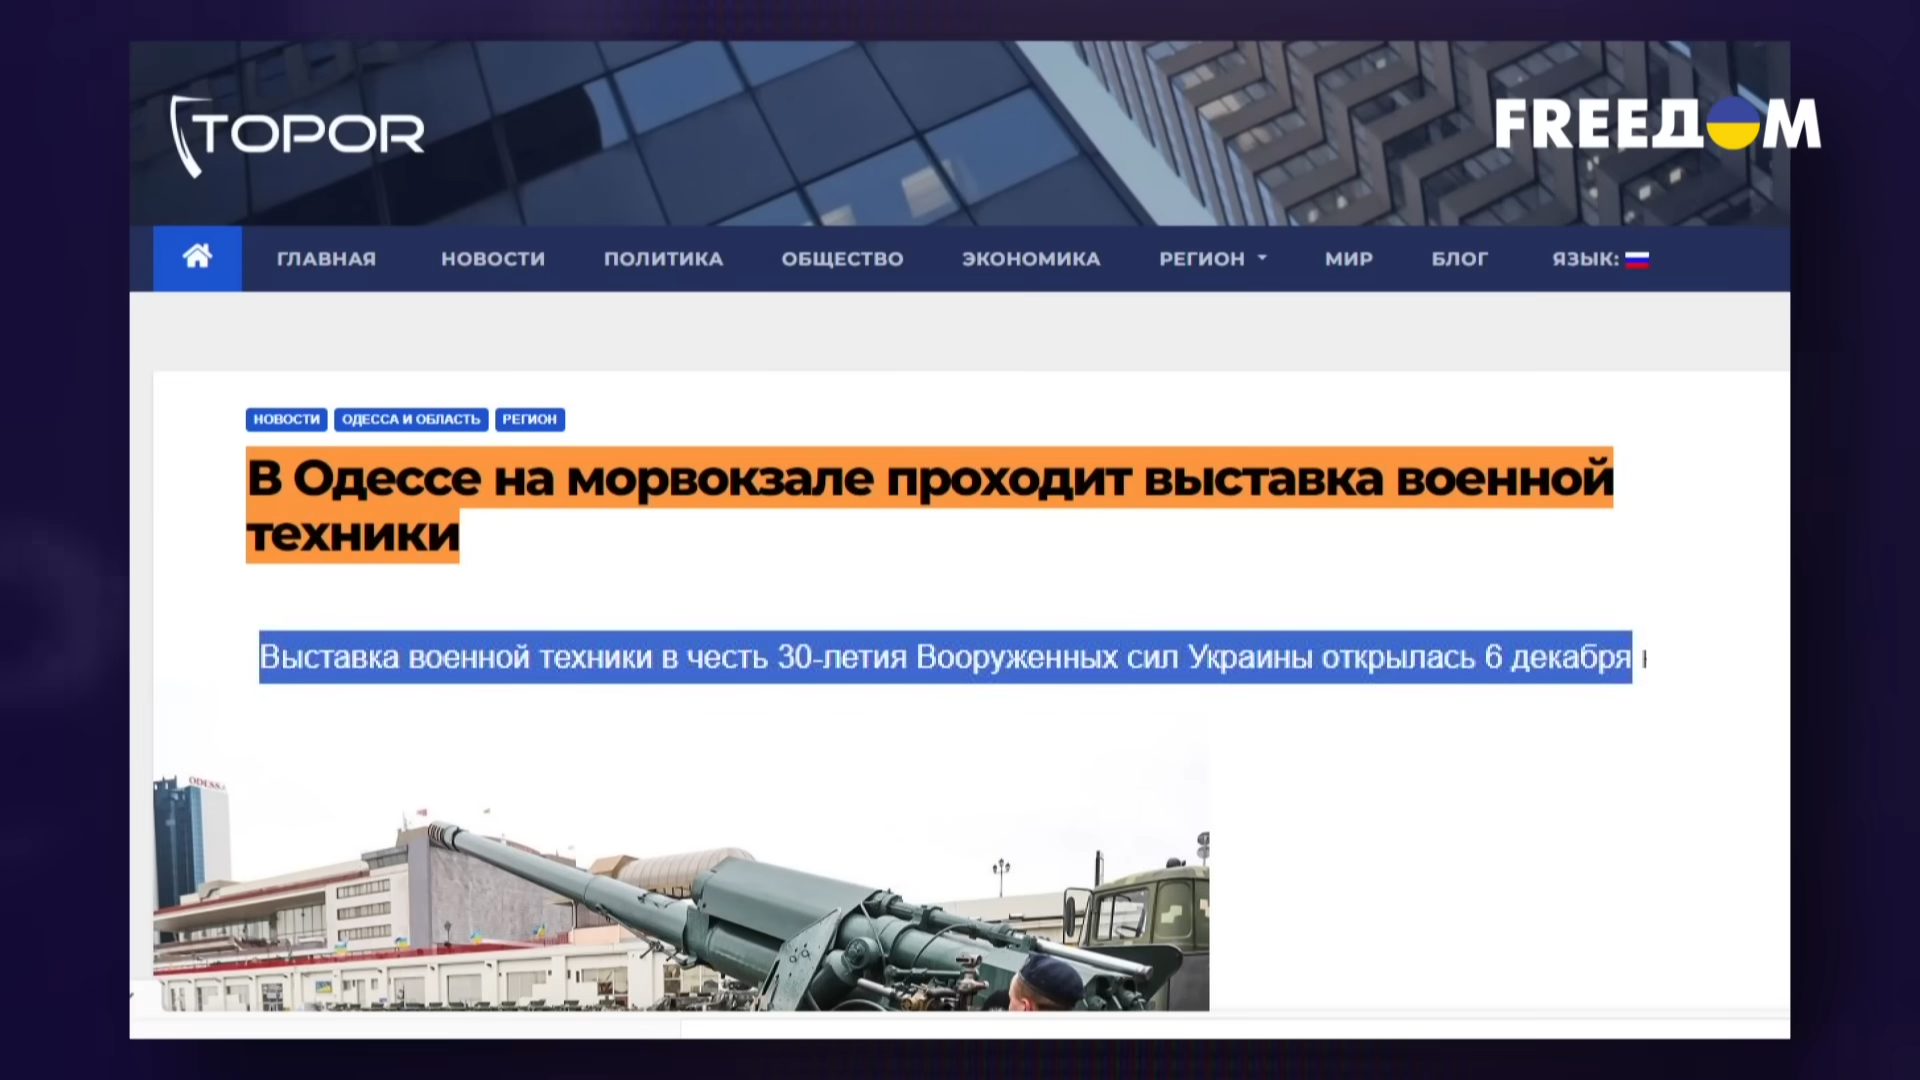 TOPOR
FREEДOM
ГЛАВНАЯ НОВОСТИ ПОЛИТИКА ОБЩЕСТВО ЭКОНОМИКА РЕГИОН МИР БЛОГ ЯЗЫК:
НОВОСТИ ОДЕССА И ОБЛАСТЬ РЕГИОН
В Одессе на морвокзале проходит выставка военной
техники
Выставка военной техники в честь 30-летия Вооруженных сил Украины открылась 6 декабря